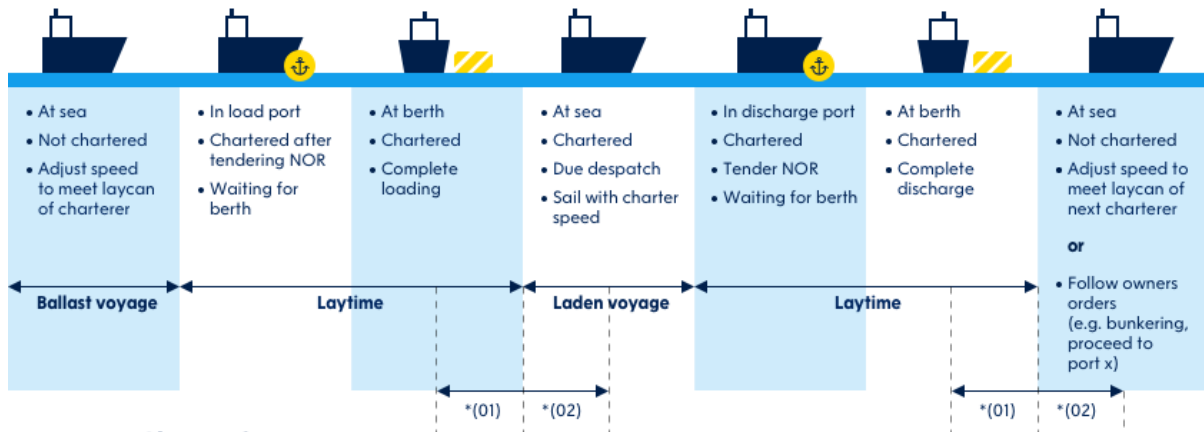 • At sea
• Not chartered
• Adjust speed
to meet laycan
of charterer
• In load port
• Chartered after
tendering NOR
• Waiting for
berth
• At berth
• Chartered
• Complete
loading
• At sea
• Chartered
• Due despatch
• Sail with charter
speed
• In discharge port
• Chartered
• Tender NOR
• Waiting for berth
• At berth
• Chartered
• Complete
discharge
• At sea
• Not chartered
• Adjust speed to
meet laycan of
next charterer
or
• Follow owners
orders
(e.g. bunkering,
proceed to
port x)
Ballast voyage
Laytime
Laden voyage
Laytime
*(01)
*(02)
*(01)
*(02)